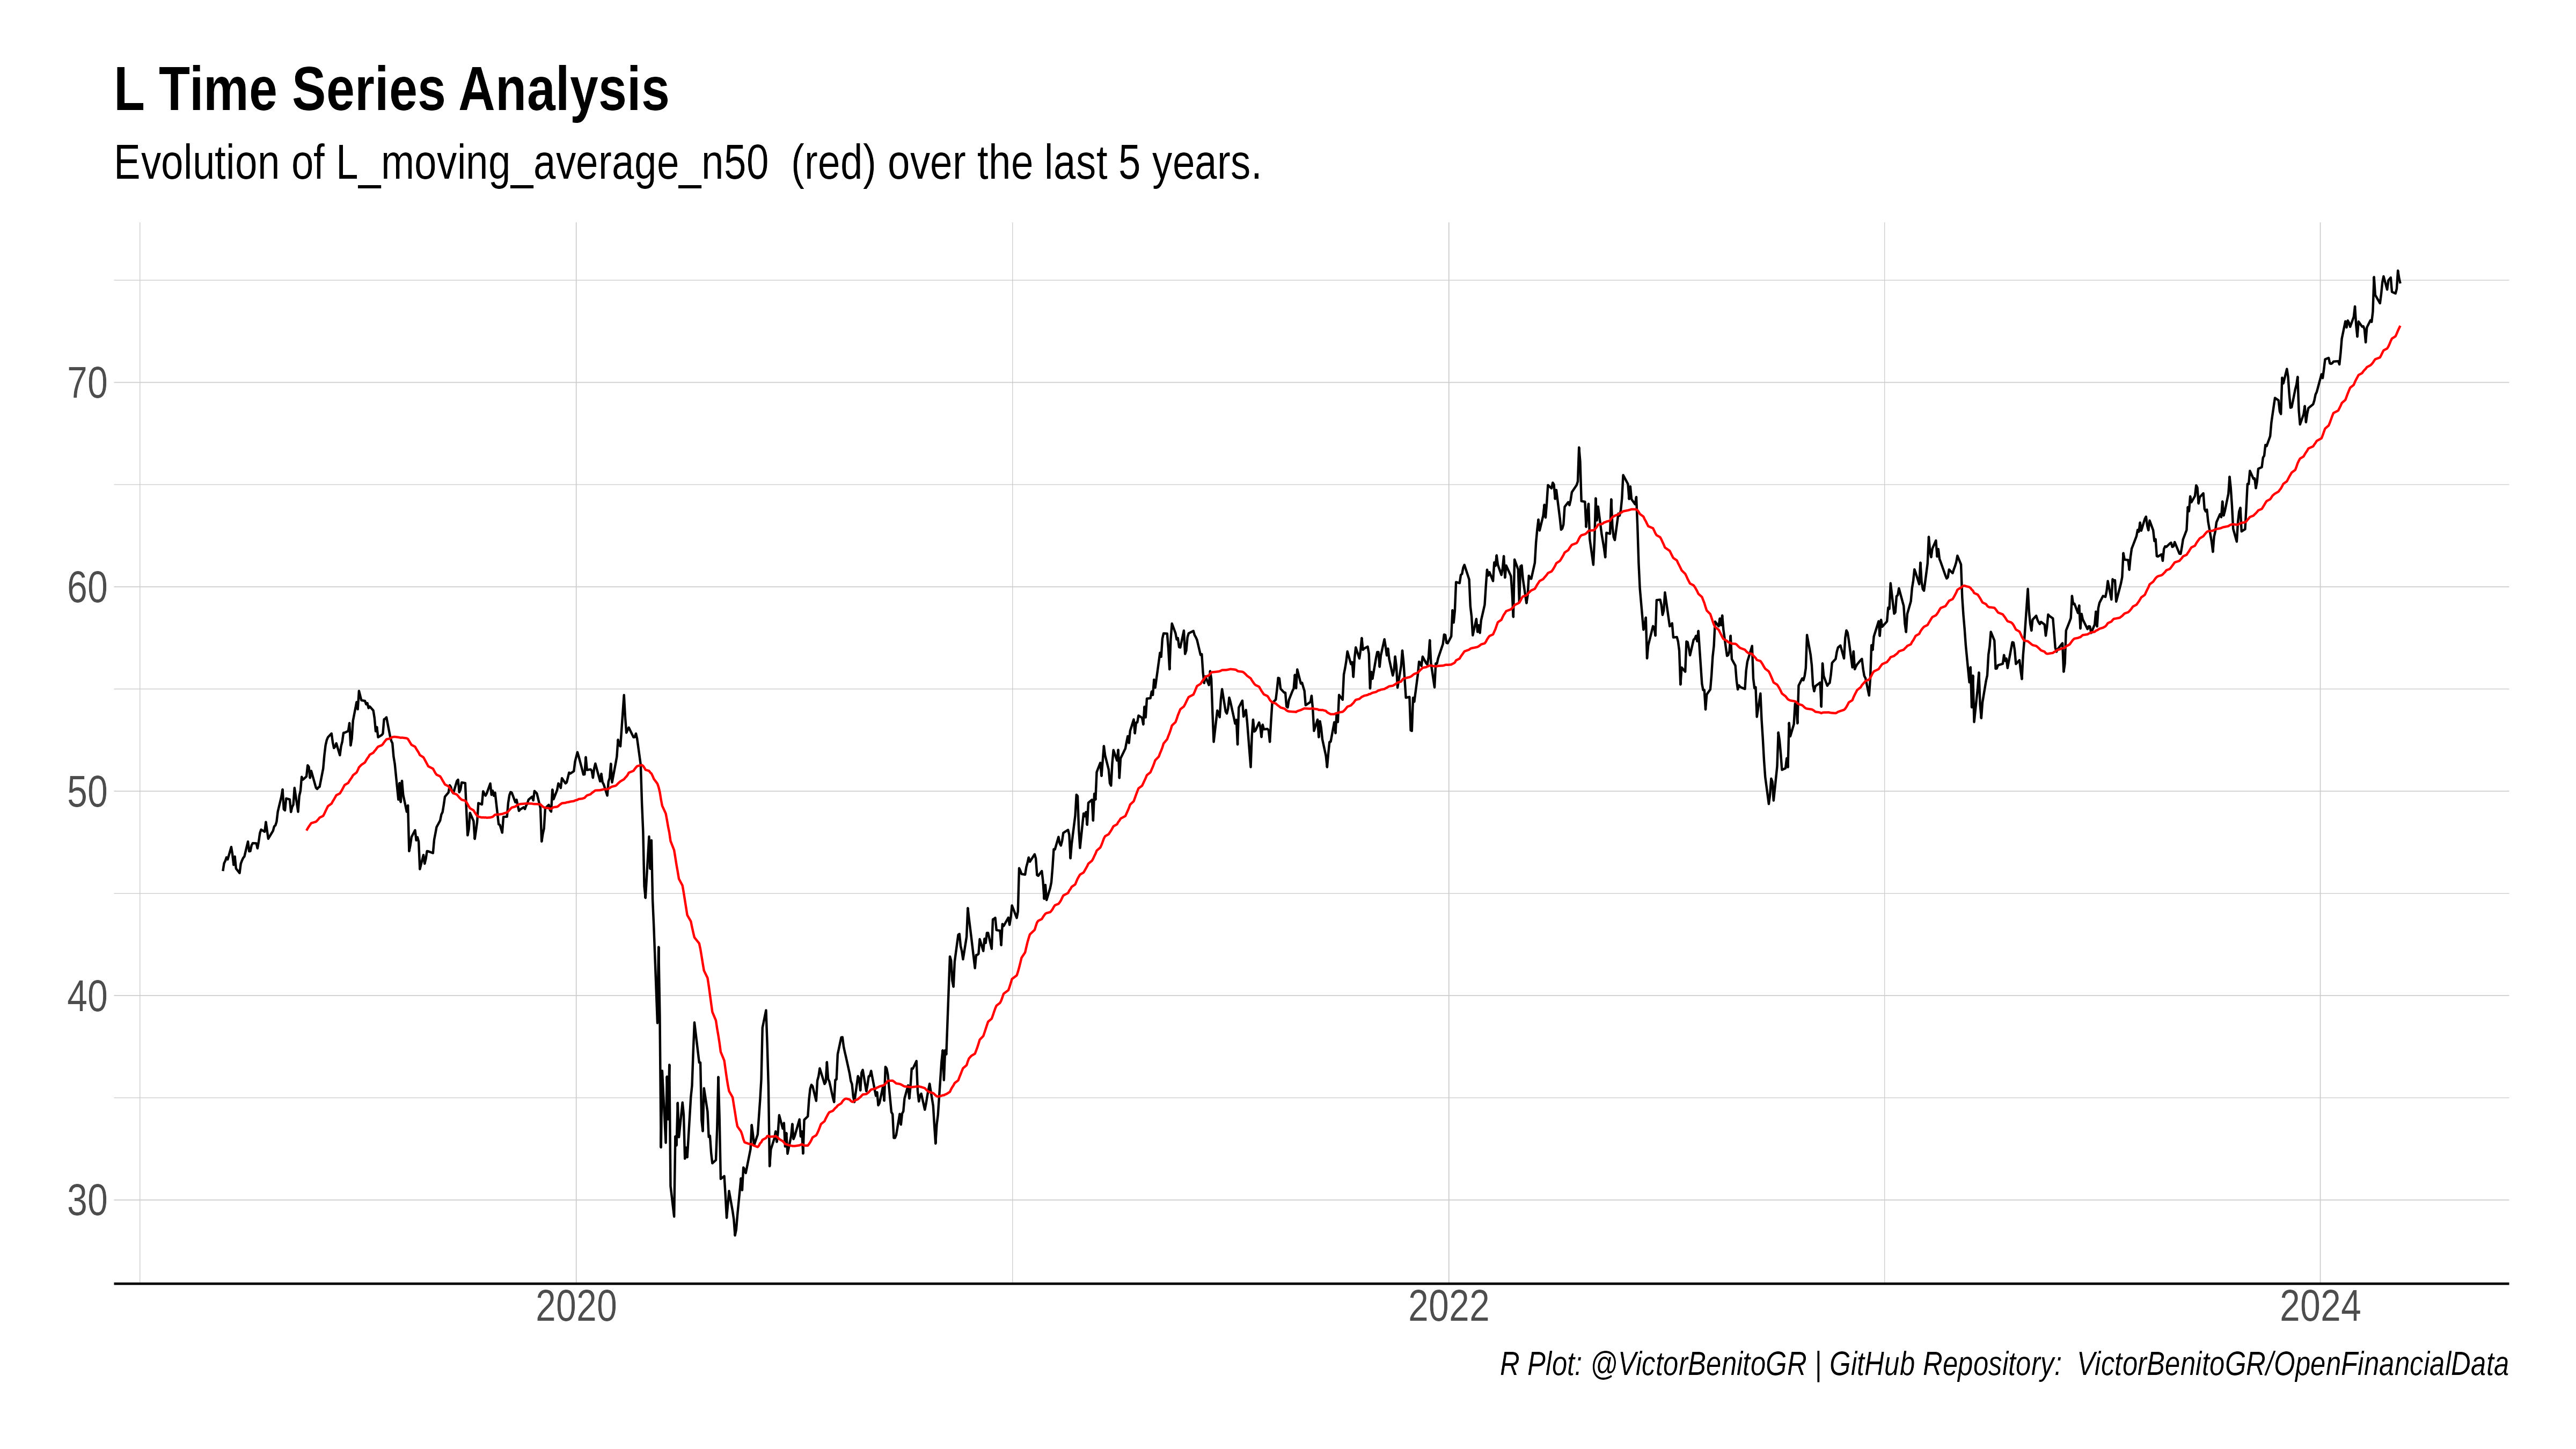 L Time Series Analysis
Evolution of L_moving_average_n50  (red) over the last 5 years.
70
60
50
40
30
2020 2022 2024
R Plot: @VictorBenitoGR | GitHub Repository:  VictorBenitoGR/OpenFinancialData